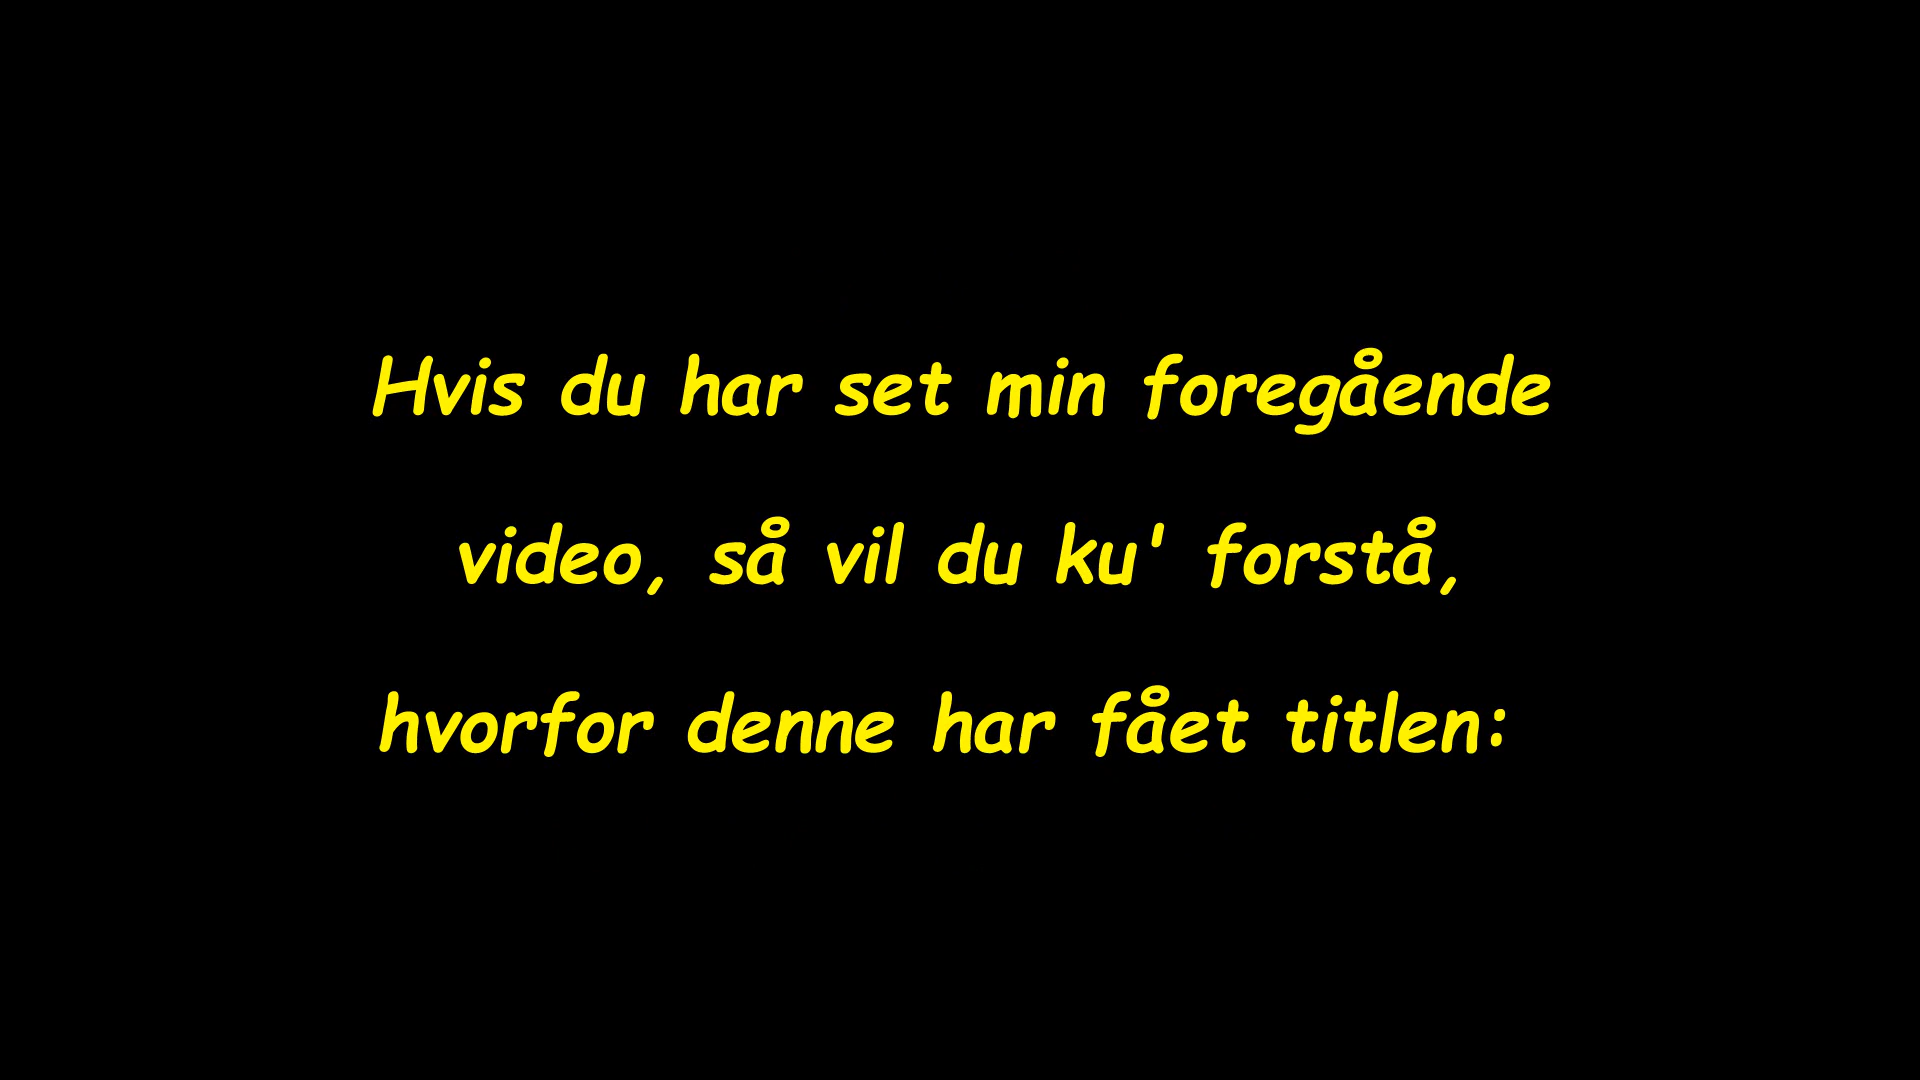 Hvis du har set min foregående
video, så vil du ku' forstå,
hvorfor denne har fået titlen: